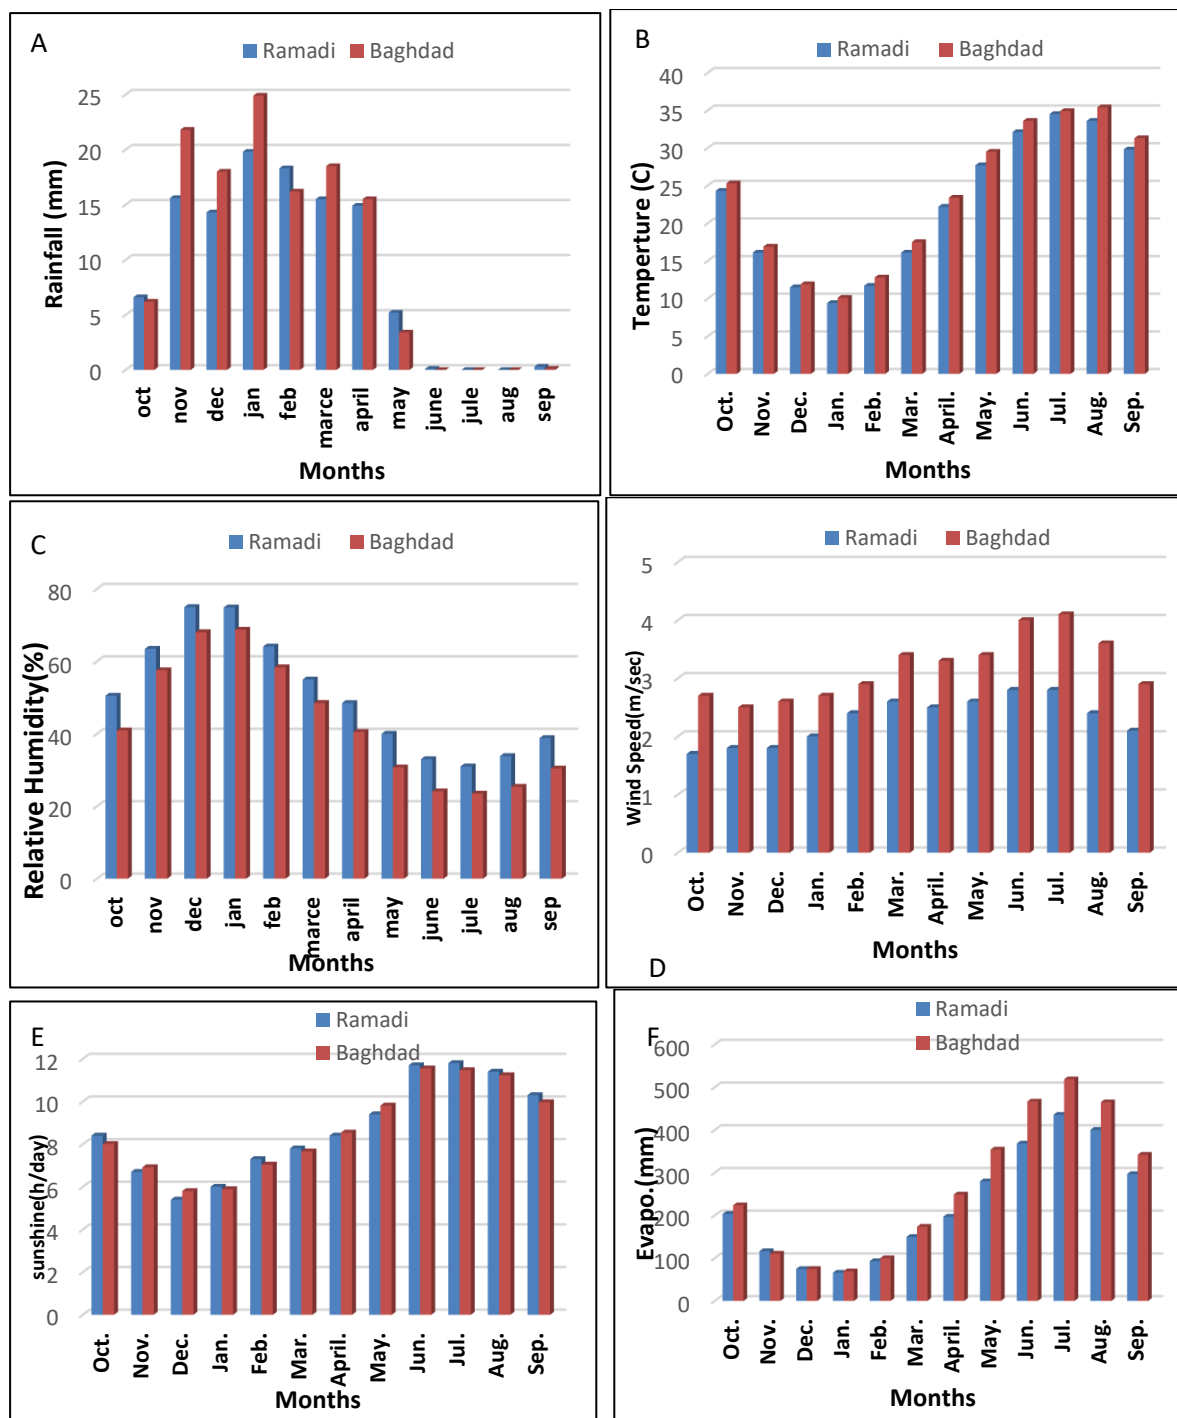 A
Ramadi Baghdad
Rainfall (mm)
25
20
15
10
5
0
oct nov dec jan feb marce april may june jule aug sep
Months
B
Ramadi Baghdad
Temperture (C)
40
35
30
25
20
15
10
5
0
Oct. Nov. Dec. Jan. Feb. Mar. April. May. Jun. Jul. Aug. Sep.
Months
C
Ramadi Baghdad
Relative Humidity(%)
80
60
40
20
0
oct nov dec jan feb marce april may june jule aug sep
Months
Ramadi Baghdad
Wind Speed(m/sec)
5
4
3
2
1
0
Oct. Nov. Dec. Jan. Feb. Mar. April. May. Jun. Jul. Aug. Sep.
Months
D
E
Ramadi
Baghdad
sunshine(h/day)
12
10
8
6
4
2
0
Oct. Nov. Dec. Jan. Feb. Mar. April. May. Jun. Jul. Aug. Sep.
Months
F
Ramadi
Baghdad
Evapo.(mm)
600
500
400
300
200
100
0
Oct. Nov. Dec. Jan. Feb. Mar. April. May. Jun. Jul. Aug. Sep.
Months